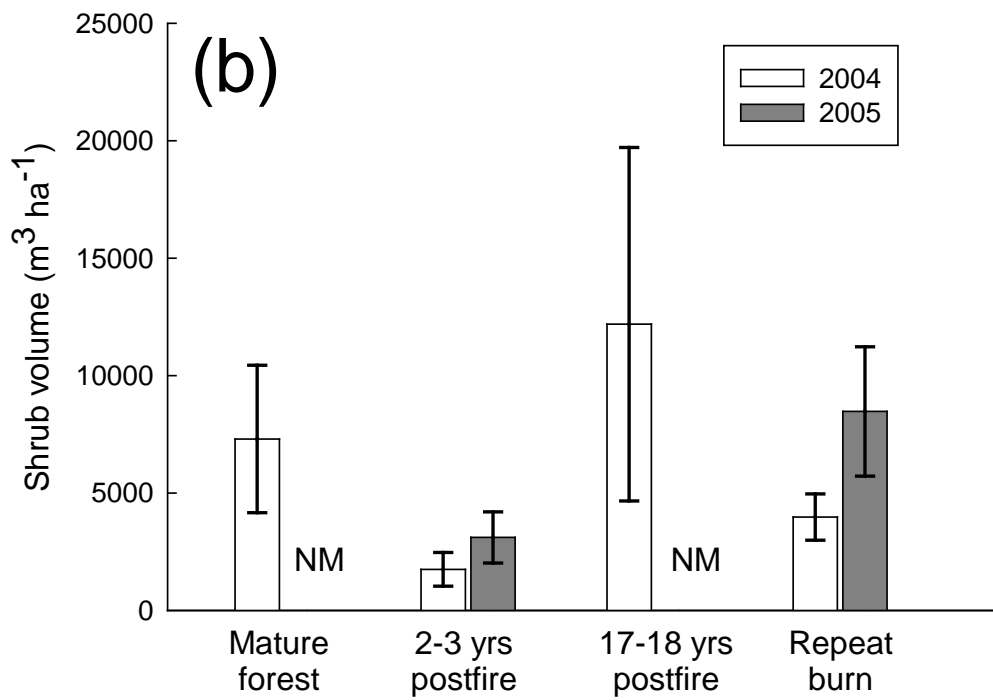 (b)
2004
2005
Shrub volume (m³ ha⁻¹)
25000
20000
15000
10000
5000
0
NM
NM
Mature
forest
2-3 yrs
postfire
17-18 yrs
postfire
Repeat
burn